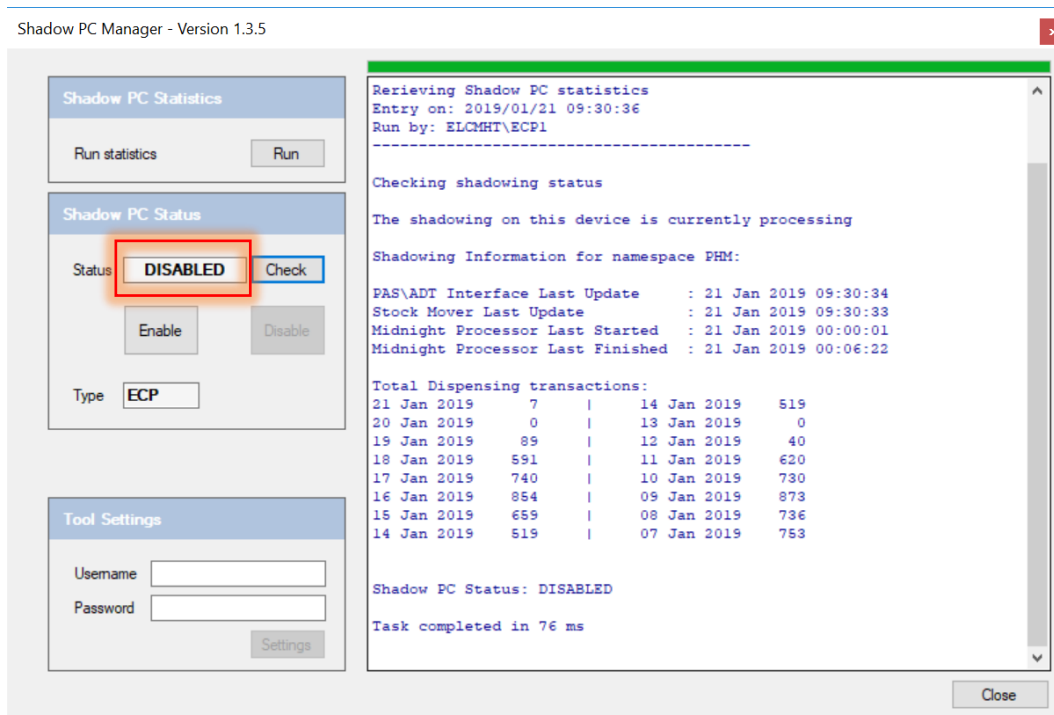 Shadow PC Manager - Version 1.3.5
x
Shadow PC Statistics
Run statistics Run
Shadow PC Status
Status DISABLED Check
Enable Disable
Type ECP
Tool Settings
Username
Password
Settings
Rerieving Shadow PC statistics
Entry on: 2019/01/21 09:30:36
Run by: ELCMHT\ECP1
-----------------------------------------
Checking shadowing status
The shadowing on this device is currently processing
Shadowing Information for namespace PHM:
PAS\ADT Interface Last Update : 21 Jan 2019 09:30:34
Stock Mover Last Update : 21 Jan 2019 09:30:33
Midnight Processor Last Started : 21 Jan 2019 00:00:01
Midnight Processor Last Finished : 21 Jan 2019 00:06:22
Total Dispensing transactions:
21 Jan 2019 7 | 14 Jan 2019 519
20 Jan 2019 0 | 13 Jan 2019 0
19 Jan 2019 89 | 12 Jan 2019 40
18 Jan 2019 591 | 11 Jan 2019 620
17 Jan 2019 740 | 10 Jan 2019 730
16 Jan 2019 854 | 09 Jan 2019 873
15 Jan 2019 659 | 08 Jan 2019 736
14 Jan 2019 519 | 07 Jan 2019 753
Shadow PC Status: DISABLED
Task completed in 76 ms
Close